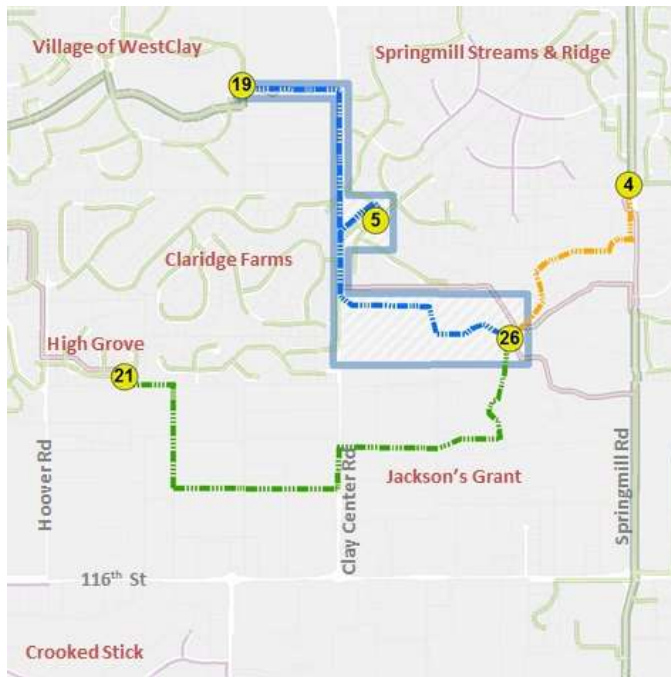 Village of WestClay
Springmill Streams & Ridge
19
4
5
Claridge Farms
26
High Grove
21
Jackson's Grant
Hoover Rd
Clay Center Rd
Springmill Rd
116th St
Crooked Stick